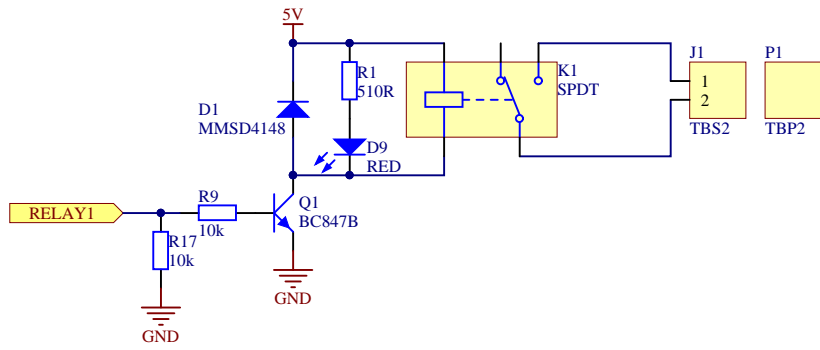 5V
J1
P1
K1
SPDT
R1
510R
1
2
D1
MMSD4148
TBS2
TBP2
D9
RED
R9
Q1
BC847B
RELAY1
10k
R17
10k
GND
GND